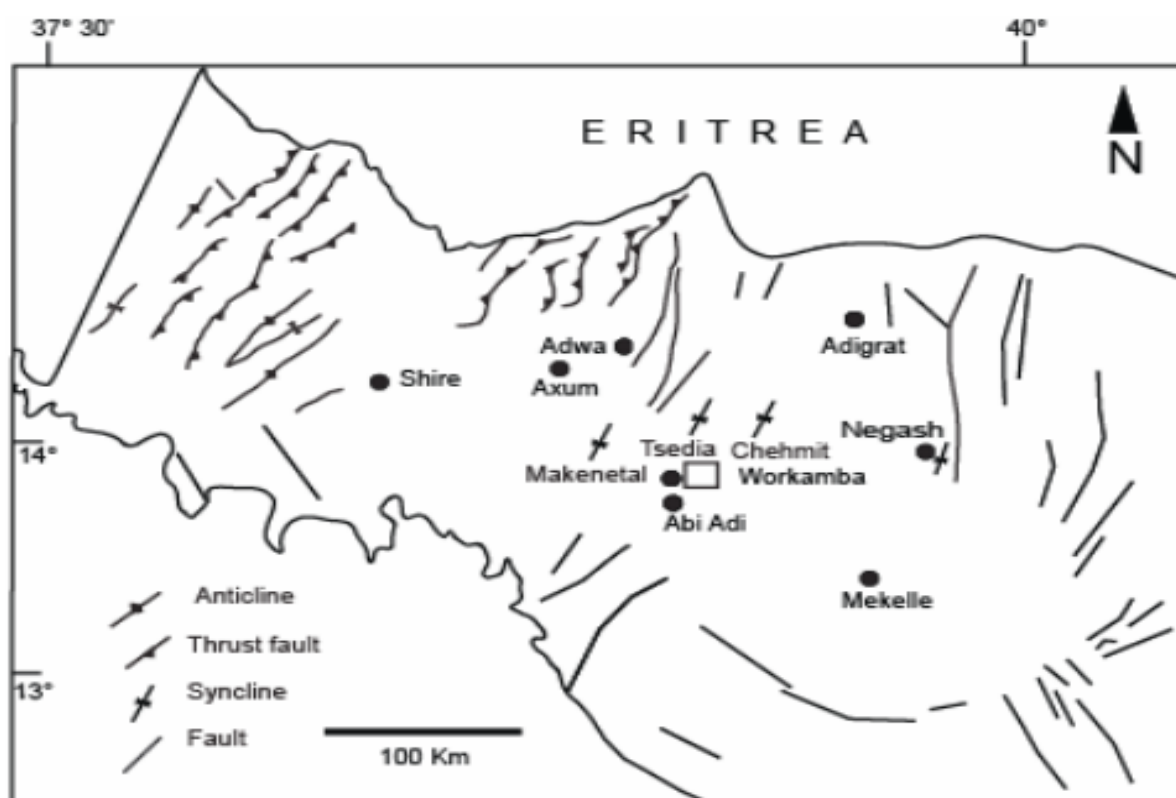 37° 30'
40°
ERITREA
N
Adwa
Axum
Shire
Adigrat
14°
Negash
Tsedia
Chehmit
Makenetal
Workamba
Abi Adi
Mekelle
Anticline
Thrust fault
13°
Syncline
Fault
100 Km